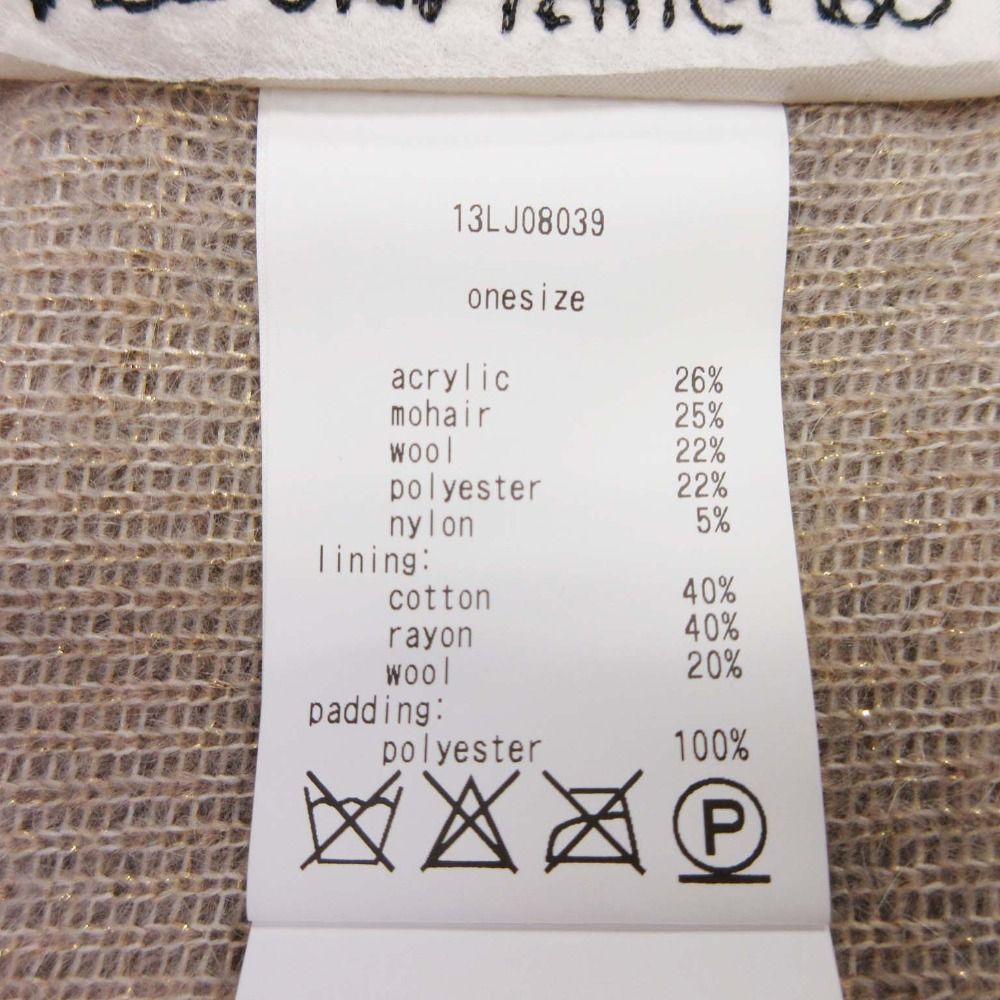 13LJ08039
onesize
acrylic 26%
mohair 25%
wool 22%
polyester 22%
nylon 5%
lining:
cotton 40%
rayon 40%
wool 20%
padding:
polyester 100%
P